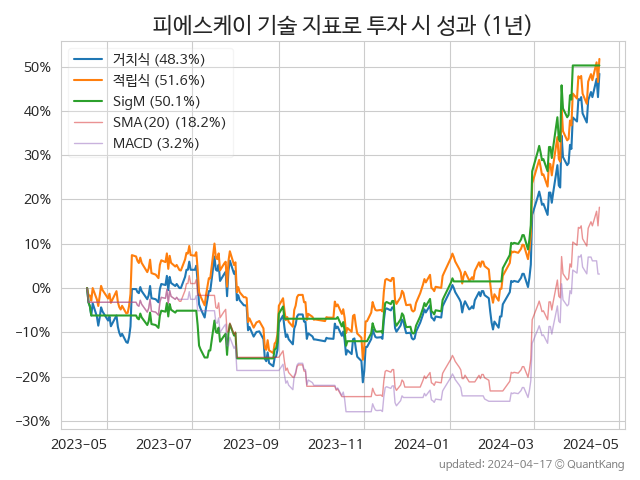 피에스케이 기술 지표로 투자 시 성과 (1년)
거치식 (48.3%)
적립식 (51.6%)
SigM (50.1%)
SMA(20) (18.2%)
MACD (3.2%)
50%
40%
30%
20%
10%
0%
−10%
−20%
−30%
2023-05 2023-07 2023-09 2023-11 2024-01 2024-03 2024-05
updated: 2024-04-17 © QuantKang